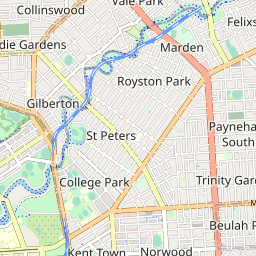 Vale Park
Collinswood
Felixs
die Gardens
Marden
Royston Park
Gilberton
Payneha
South
St Peters
Trinity Gar
College Park
M
Beulah P
Kent Town
Norwood